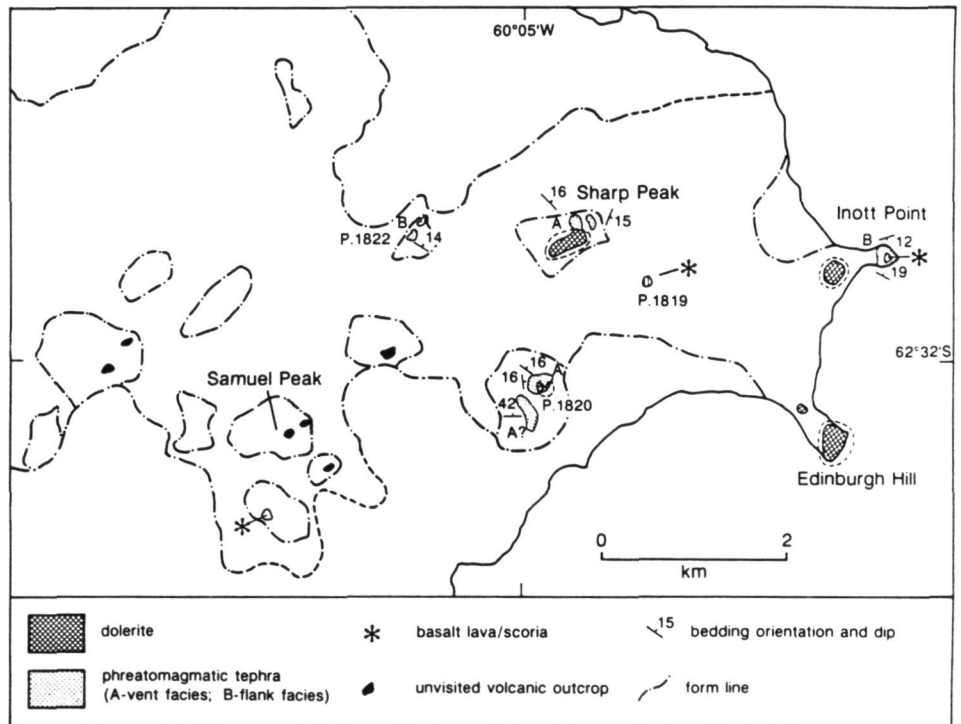 60°05'W
16
Sharp Peak
A
15
Inott Point
B
P.1822
14
B
12
19
P.1819
62°32'S
16
A
16
P.1820
42
A?
Samuel Peak
Edinburgh Hill
0 2
km
dolerite
basalt lava/scoria
15 bedding orientation and dip
phreatomagmatic tephra
(A-vent facies; B-flank facies)
unvisited volcanic outcrop
form line